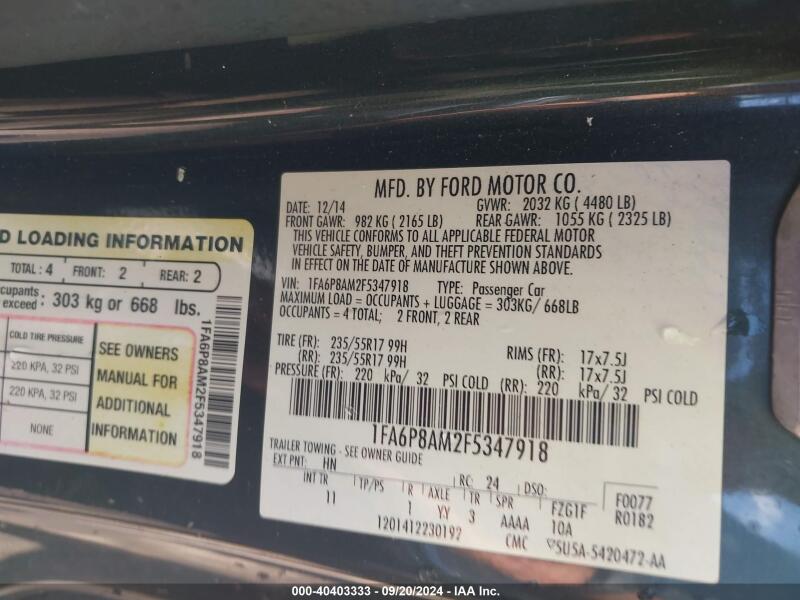 D LOADING INFORMATION
TOTAL : 4 FRONT: 2 REAR: 2
cupants
exceed : 303 kg or 668 lbs.
COLD TIRE PRESSURE
220 KPA, 32 PSI
220 KPA, 32 PSI
NONE
SEE OWNERS
MANUAL FOR
ADDITIONAL
INFORMATION
1FA6P8AM2F5347918
MFD. BY FORD MOTOR CO.
DATE: 12/14 GVWR: 2032 KG ( 4480 LB)
FRONT GAWR: 982 KG ( 2165 LB) REAR GAWR: 1055 KG ( 2325 LB)
THIS VEHICLE CONFORMS TO ALL APPLICABLE FEDERAL MOTOR
VEHICLE SAFETY, BUMPER, AND THEFT PREVENTION STANDARDS
IN EFFECT ON THE DATE OF MANUFACTURE SHOWN ABOVE.
VIN: 1FA6P8AM2F5347918 TYPE: Passenger Car
MAXIMUM LOAD = OCCUPANTS + LUGGAGE = 303KG/ 668LB
OCCUPANTS = 4 TOTAL; 2 FRONT, 2 REAR
TIRE (FR): 235/55R17 99H RIMS (FR): 17x7.5J
(RR): 235/55R17 99H (RR): 17x7.5J
PRESSURE (FR): 220 kPa/ 32 PSI COLD (RR): 220 kPa/ 32 PSI COLD
1FA6P8AM2F5347918
TRAILER TOWING - SEE OWNER GUIDE
EXT PNT: HN RC: 24 DSO:
INT TR TP/PS R AXLE TR SPR FZG1F F0077
11 1 YY 3 AAAA 10A R0182
1201412230192 CMC SU5A-5420472-AA
000-40403333 - 09/20/2024 - IAA Inc.